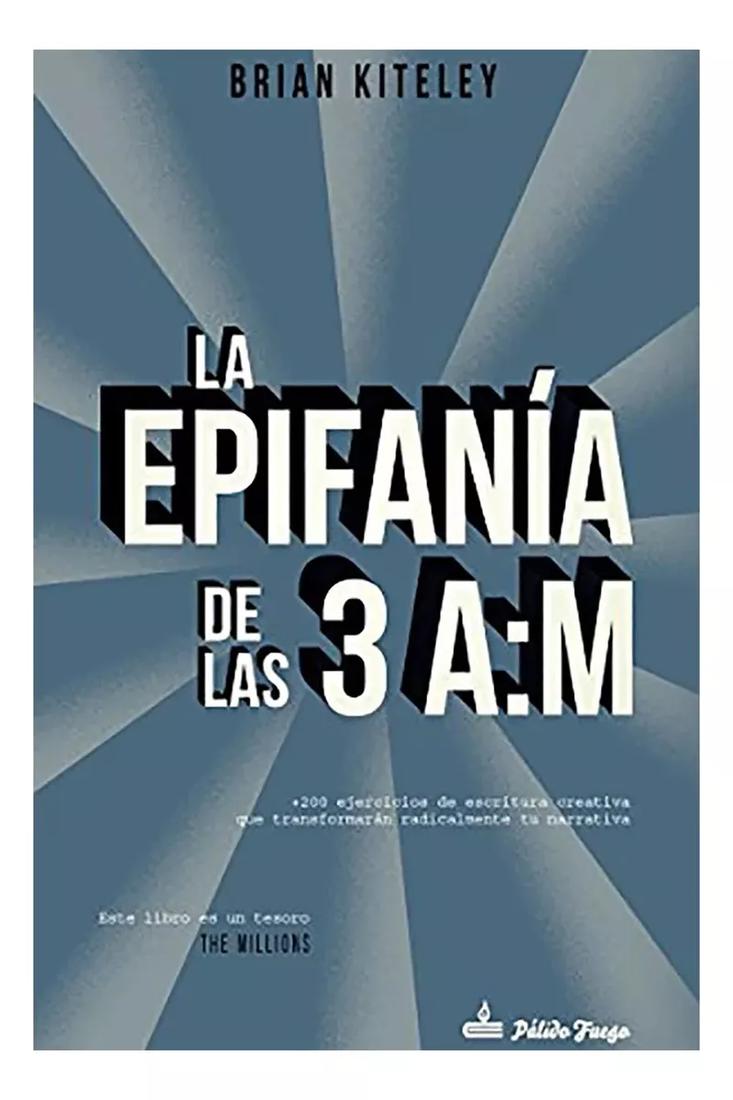 BRIAN KITELEY
LA
EPIFANÍA
DE
LAS
3 A:M
+200 ejercicios de escritura creativa
que transformarán radicalmente tu narrativa
Este libro es un tesoro
THE MILLIONS
Pálido Fuego